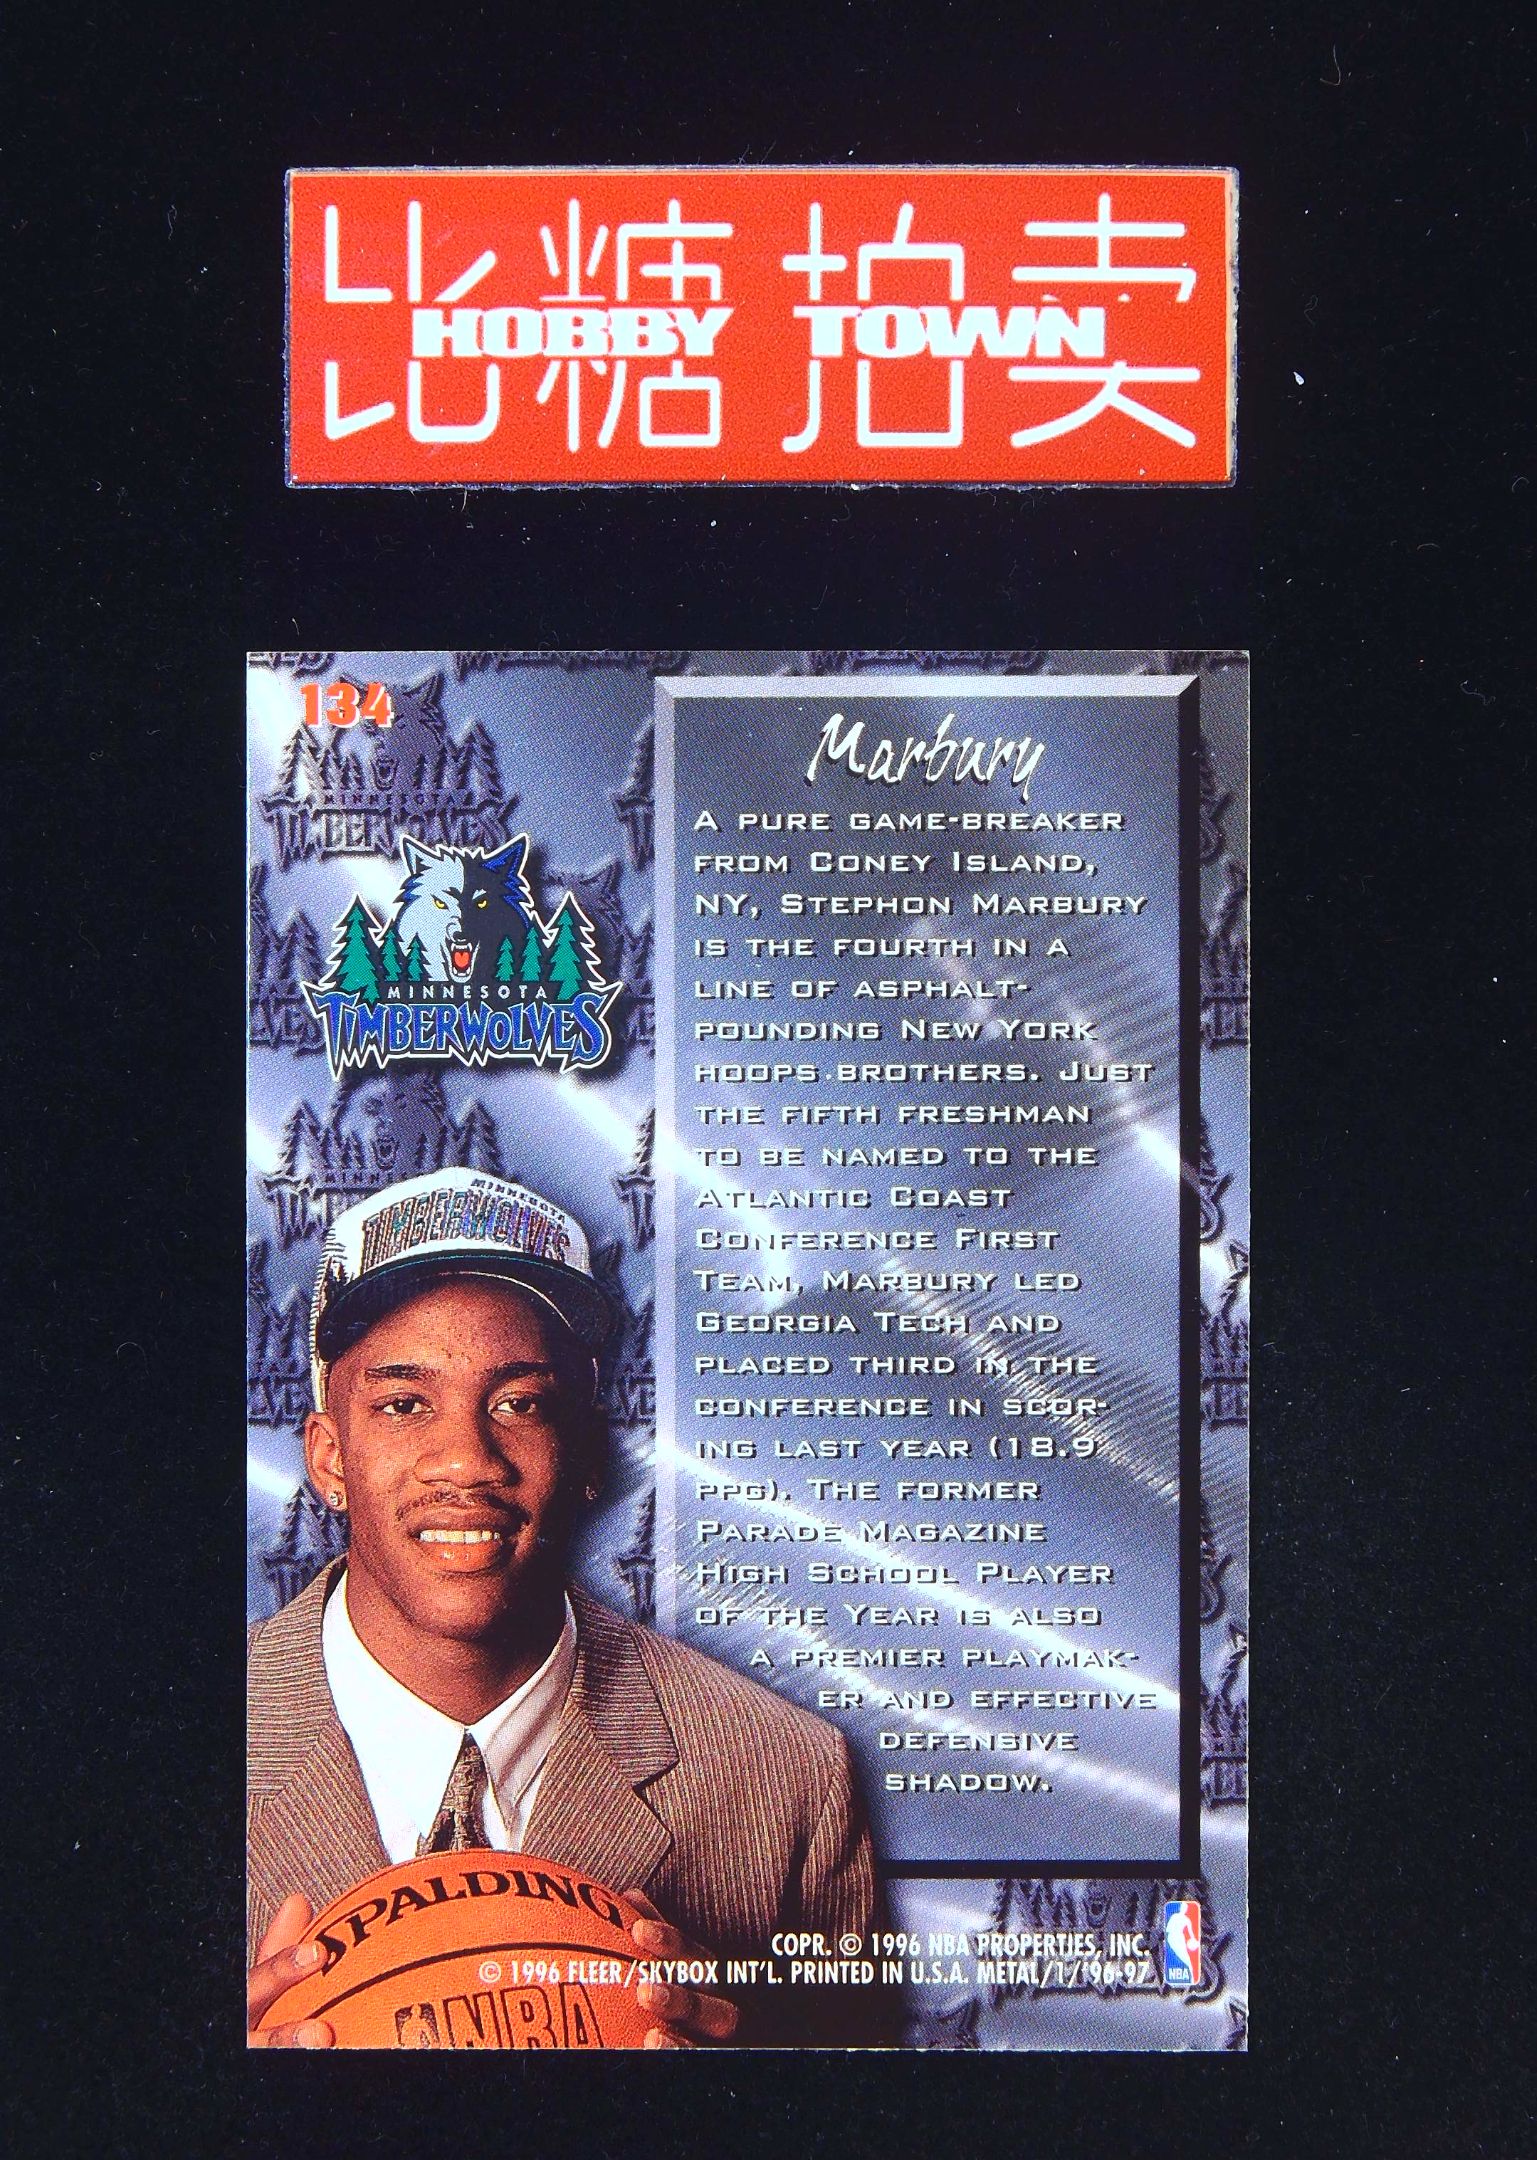 比糖拍卖
HOBBY TOWN
134
Marbury
A PURE GAME-BREAKER
FROM CONEY ISLAND,
NY, STEPHON MARBURY
IS THE FOURTH IN A
LINE OF ASPHALT-
POUNDING NEW YORK
HOOPS BROTHERS. JUST
THE FIFTH FRESHMAN
TO BE NAMED TO THE
ATLANTIC COAST
CONFERENCE FIRST
TEAM, MARBURY LED
GEORGIA TECH AND
PLACED THIRD IN THE
CONFERENCE IN SCOR-
ING LAST YEAR (18.9
PPG). THE FORMER
PARADE MAGAZINE
HIGH SCHOOL PLAYER
OF THE YEAR IS ALSO
A PREMIER PLAYMAK-
ER AND EFFECTIVE
DEFENSIVE
SHADOW.
MINNESOTA
TIMBERWOLVES
MINNESOTA
TIMBERWOLVES
SPALDING
NBA
COPR. © 1996 NBA PROPERTIES, INC.
© 1996 FLEER/SKYBOX INT'L. PRINTED IN U.S.A. METAL/1/'96-97
NBA